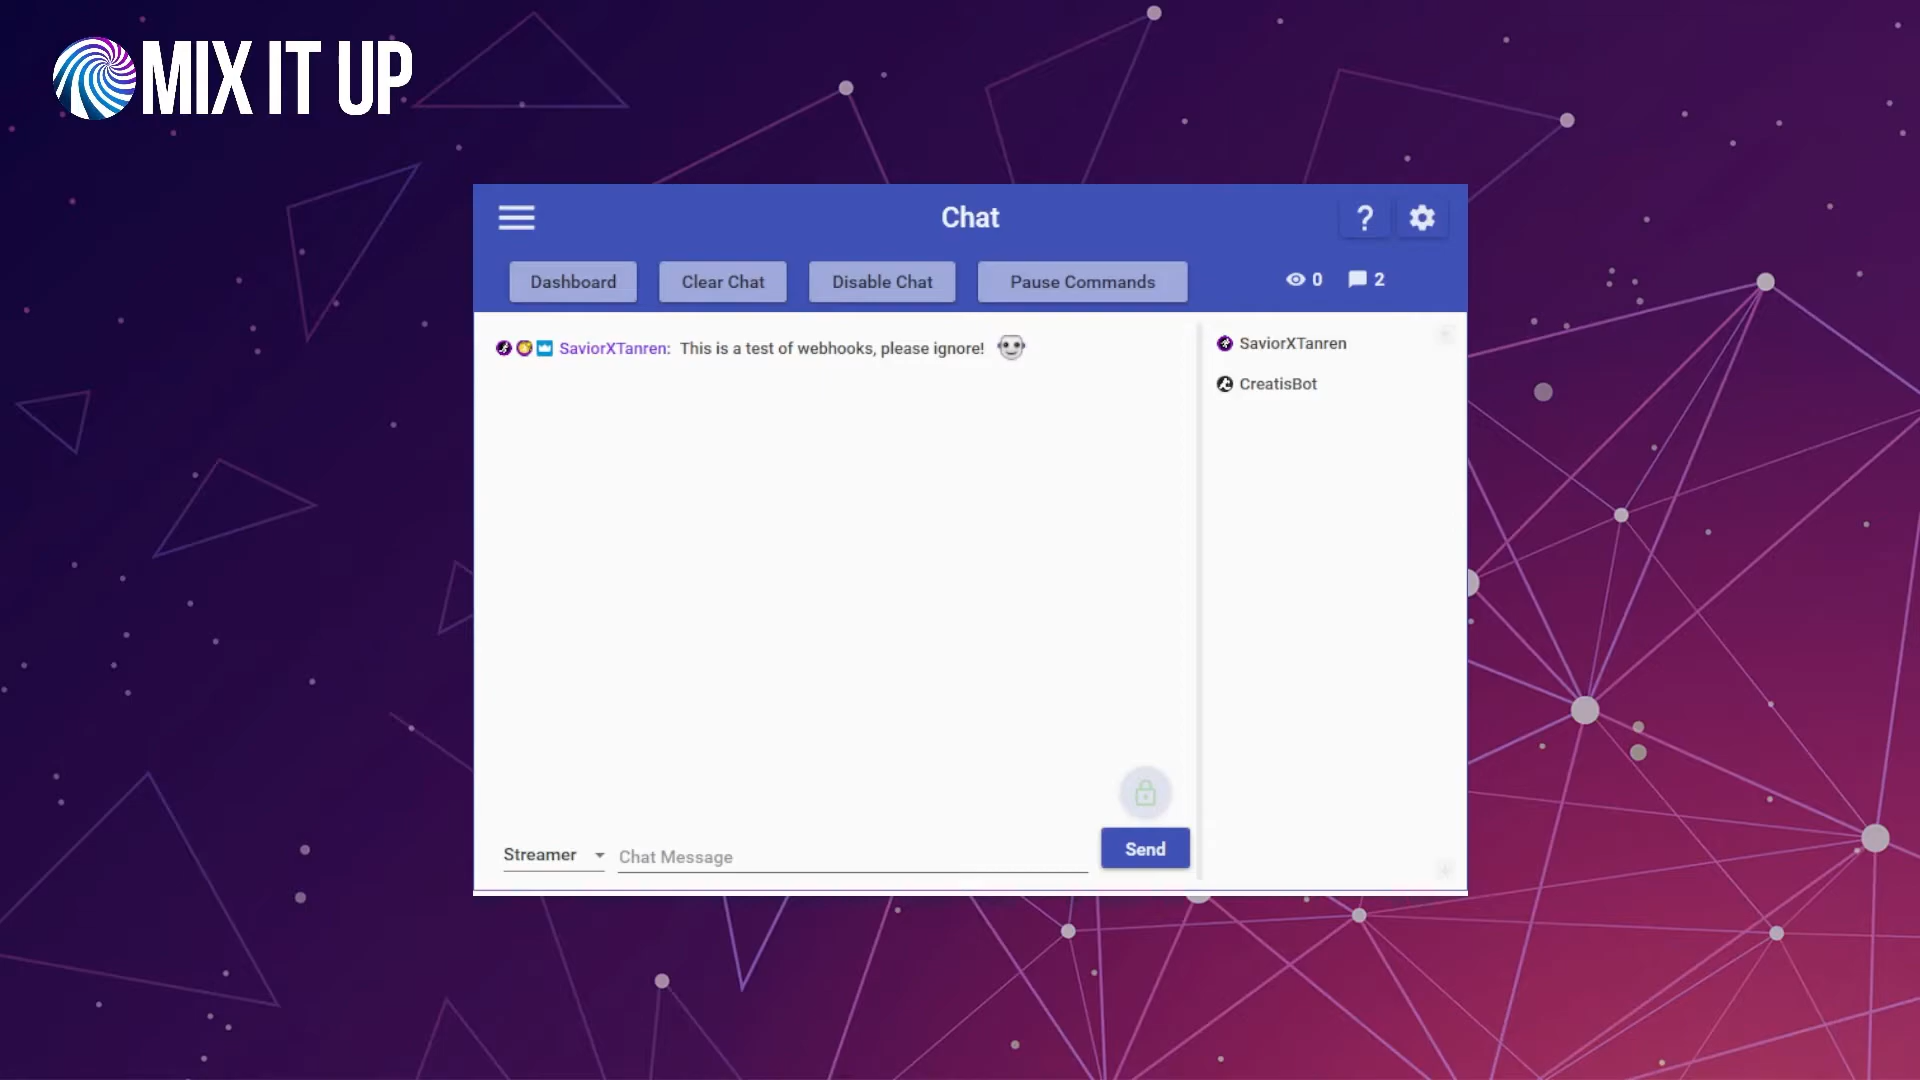 MIX IT UP
Chat
?
Dashboard
Clear Chat
Disable Chat
Pause Commands
0
2
SaviorXTanren: This is a test of webhooks, please ignore!
SaviorXTanren
CreatisBot
Streamer
Chat Message
Send